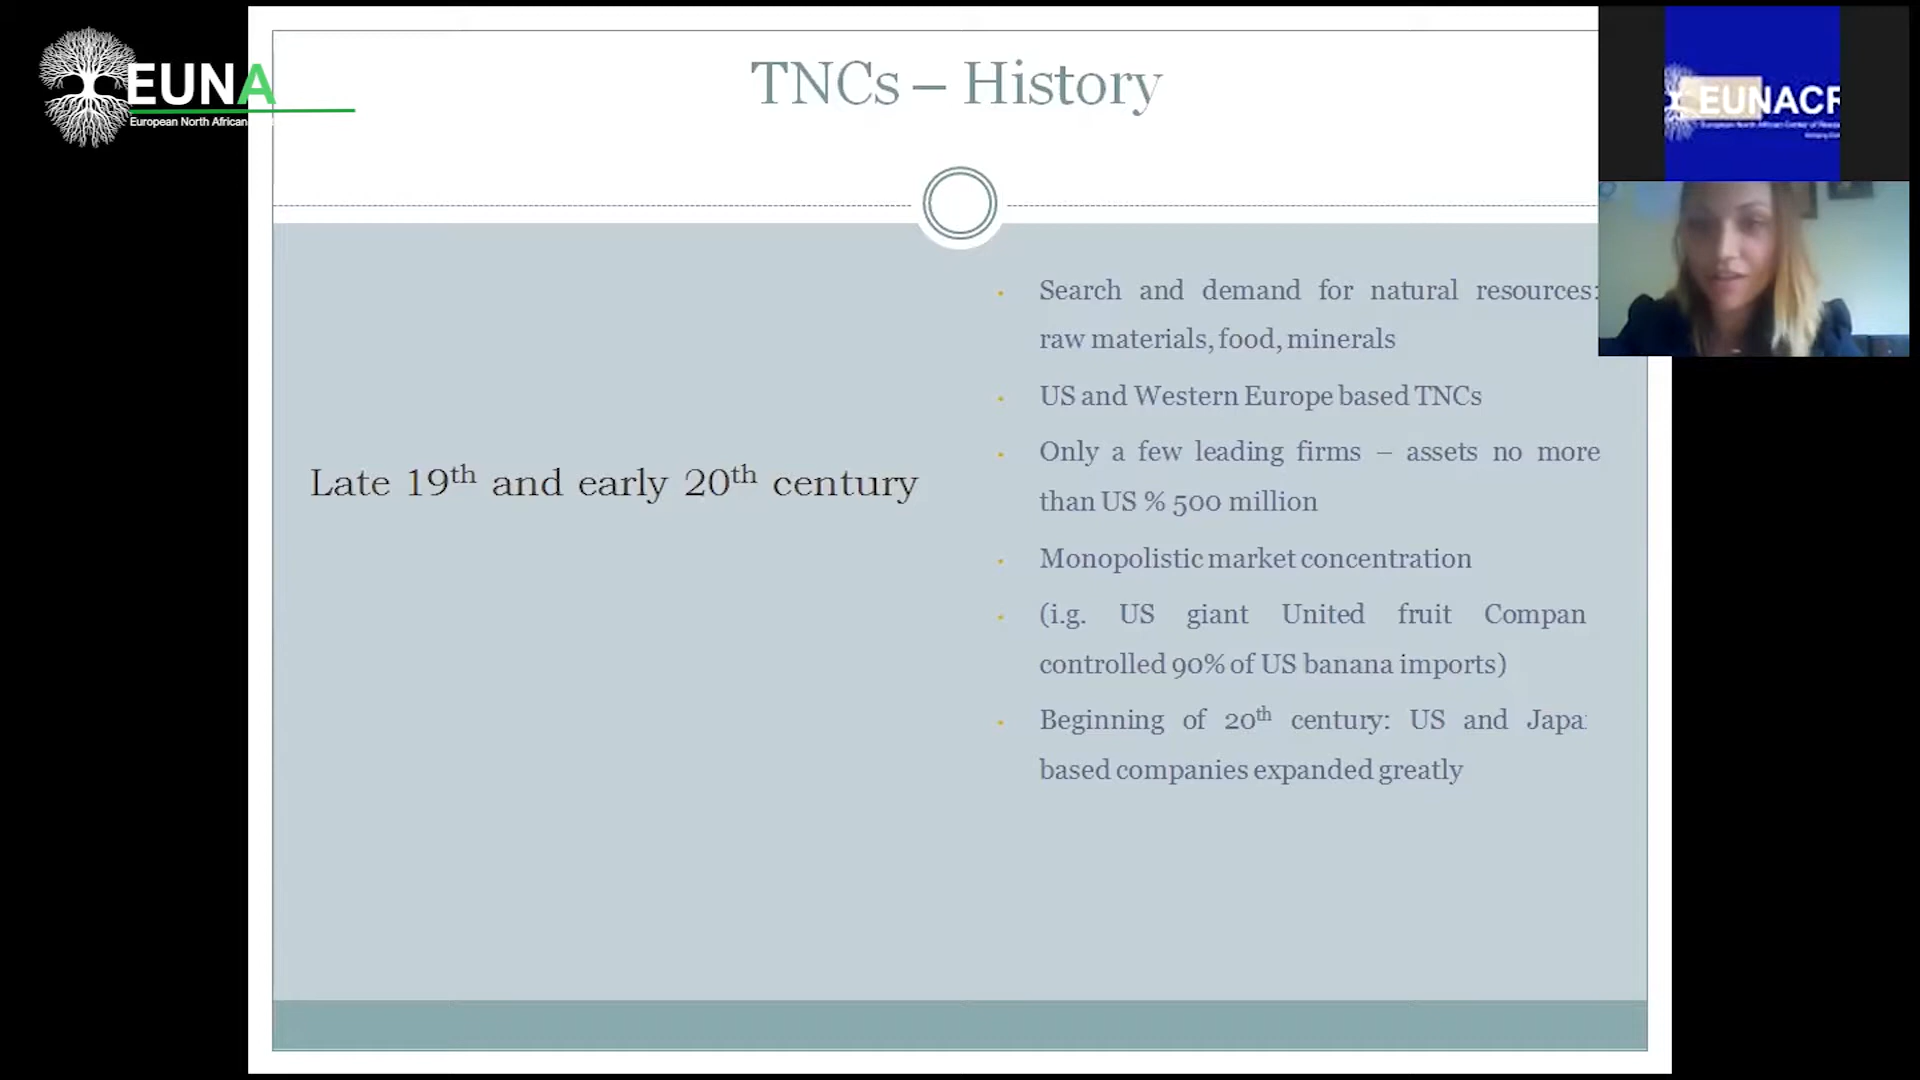 EUNA
European North African
TNCs – History
EUNACR
Late 19th and early 20th century
Search and demand for natural resources:
raw materials, food, minerals
US and Western Europe based TNCs
Only a few leading firms – assets no more
than US % 500 million
Monopolistic market concentration
(i.g. US giant United fruit Compan
controlled 90% of US banana imports)
Beginning of 20th century: US and Japa
based companies expanded greatly